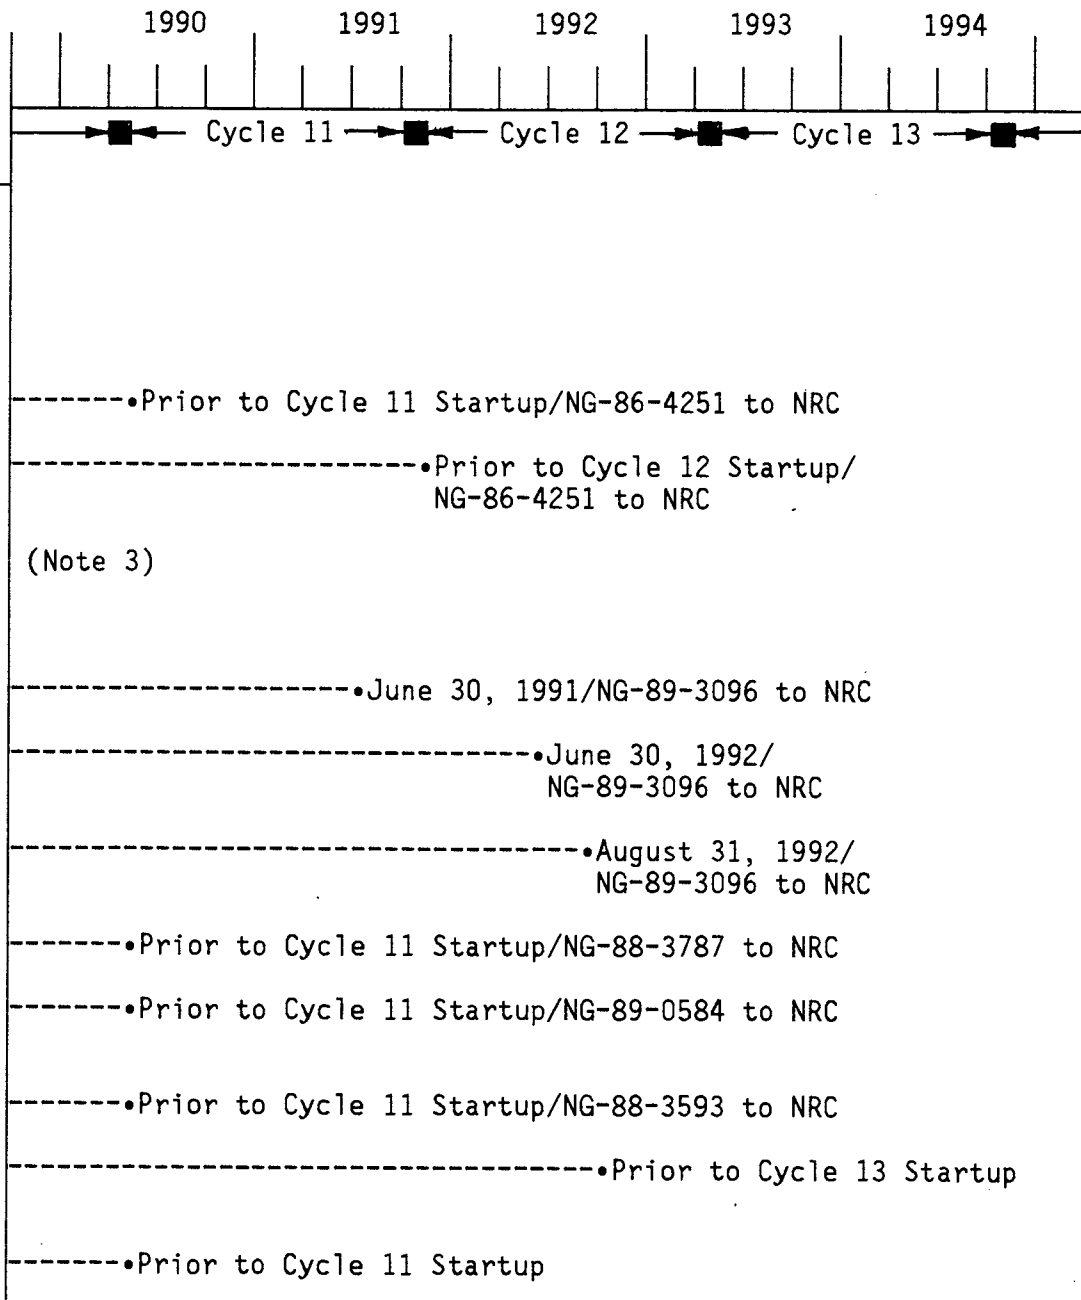 1990 1991 1992 1993 1994
Cycle 11 Cycle 12 Cycle 13
Prior to Cycle 11 Startup/NG-86-4251 to NRC
Prior to Cycle 12 Startup/
NG-86-4251 to NRC
(Note 3)
June 30, 1991/NG-89-3096 to NRC
June 30, 1992/
NG-89-3096 to NRC
August 31, 1992/
NG-89-3096 to NRC
Prior to Cycle 11 Startup/NG-88-3787 to NRC
Prior to Cycle 11 Startup/NG-89-0584 to NRC
Prior to Cycle 11 Startup/NG-88-3593 to NRC
Prior to Cycle 13 Startup
Prior to Cycle 11 Startup